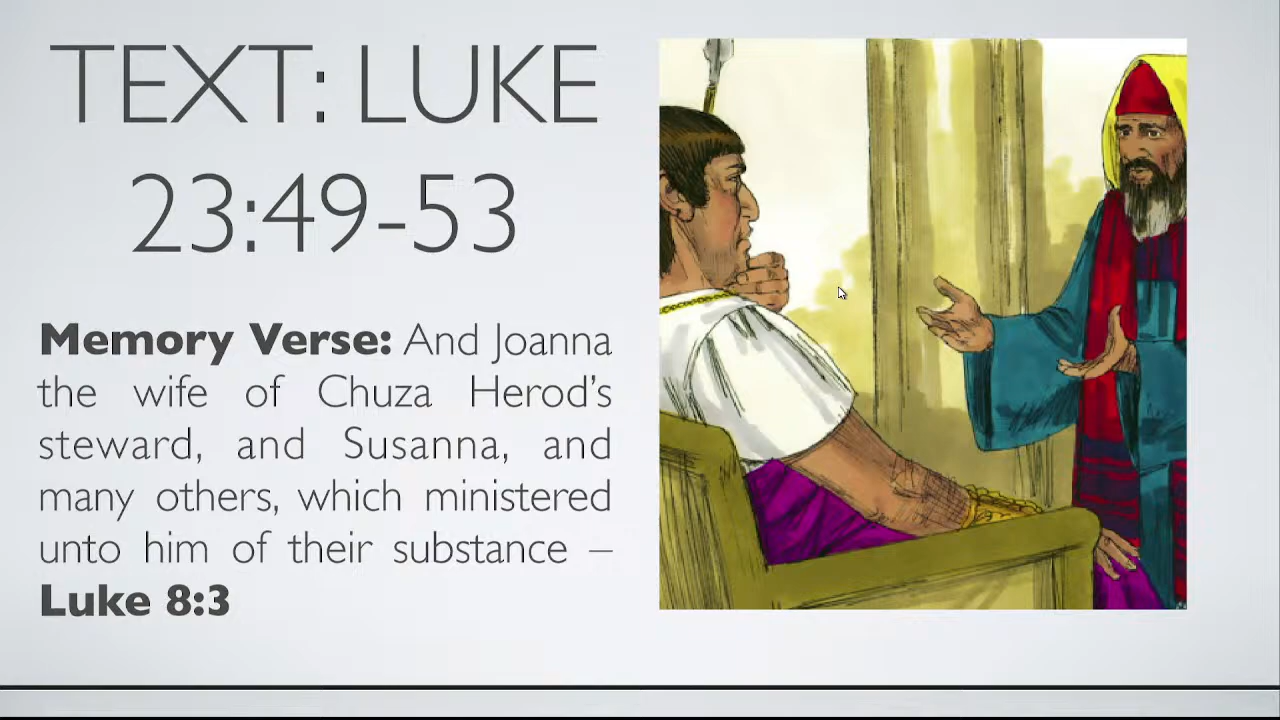 TEXT: LUKE
23:49-53
Memory Verse: And Joanna
the wife of Chuza Herod’s
steward, and Susanna, and
many others, which ministered
unto him of their substance –
Luke 8:3